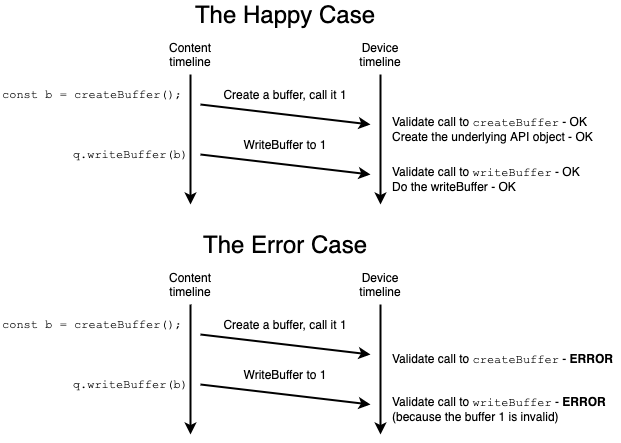 The Happy Case
Content
timeline
Device
timeline
const b = createBuffer();
Create a buffer, call it 1
Validate call to createBuffer - OK
Create the underlying API object - OK
q.writeBuffer(b)
WriteBuffer to 1
Validate call to writeBuffer - OK
Do the writeBuffer - OK
The Error Case
Content
timeline
Device
timeline
const b = createBuffer();
Create a buffer, call it 1
Validate call to createBuffer - ERROR
q.writeBuffer(b)
WriteBuffer to 1
Validate call to writeBuffer - ERROR
(because the buffer 1 is invalid)